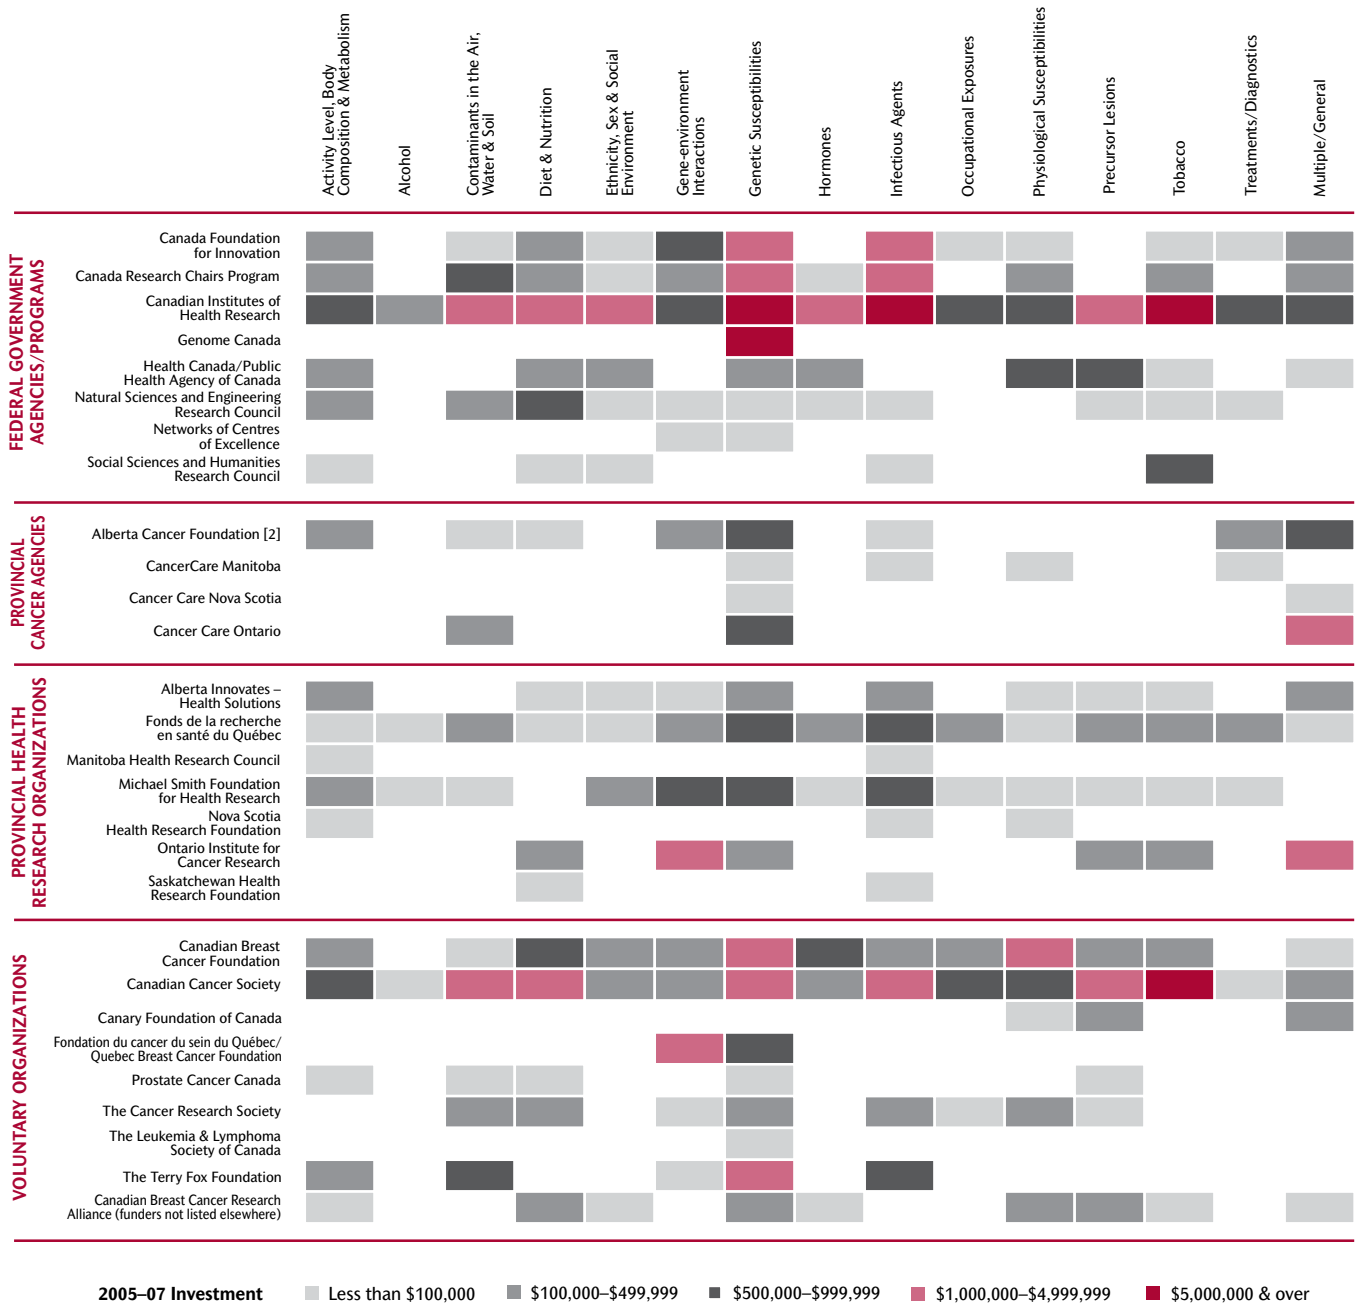 Activity Level, Body
Composition & Metabolism
Alcohol
Contaminants in the Air,
Water & Soil
Diet & Nutrition
Ethnicity, Sex & Social
Environment
Gene-environment
Interactions
Genetic Susceptibilities
Hormones
Infectious Agents
Occupational Exposures
Physiological Susceptibilities
Precursor Lesions
Tobacco
Treatments/Diagnostics
Multiple/General
FEDERAL GOVERNMENT
AGENCIES/PROGRAMS
Canada Foundation
for Innovation
Canada Research Chairs Program
Canadian Institutes of
Health Research
Genome Canada
Health Canada/Public
Health Agency of Canada
Natural Sciences and Engineering
Research Council
Networks of Centres
of Excellence
Social Sciences and Humanities
Research Council
PROVINCIAL
CANCER AGENCIES
Alberta Cancer Foundation [2]
CancerCare Manitoba
Cancer Care Nova Scotia
Cancer Care Ontario
PROVINCIAL HEALTH
RESEARCH ORGANIZATIONS
Alberta Innovates –
Health Solutions
Fonds de la recherche
en santé du Québec
Manitoba Health Research Council
Michael Smith Foundation
for Health Research
Nova Scotia
Health Research Foundation
Ontario Institute for
Cancer Research
Saskatchewan Health
Research Foundation
VOLUNTARY ORGANIZATIONS
Canadian Breast
Cancer Foundation
Canadian Cancer Society
Canary Foundation of Canada
Fondation du cancer du sein du Québec/
Quebec Breast Cancer Foundation
Prostate Cancer Canada
The Cancer Research Society
The Leukemia & Lymphoma
Society of Canada
The Terry Fox Foundation
Canadian Breast Cancer Research
Alliance (funders not listed elsewhere)
2005–07 Investment Less than $100,000 $100,000–$499,999 $500,000–$999,999 $1,000,000–$4,999,999 $5,000,000 & over